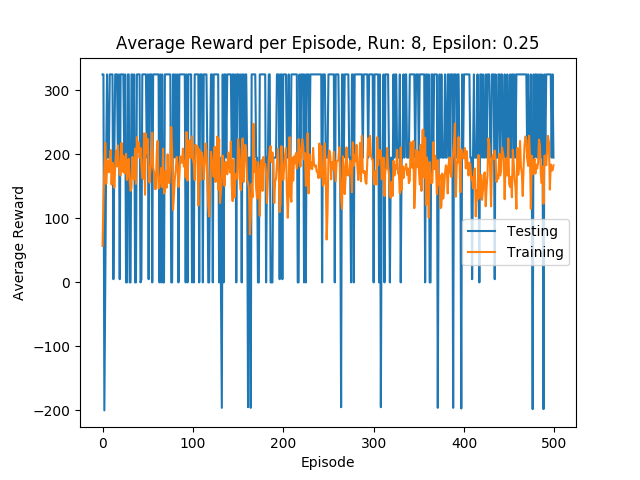 Average Reward per Episode, Run: 8, Epsilon: 0.25
Average Reward
300
200
100
0
−100
−200
Testing
Training
0
100
200
300
400
500
Episode